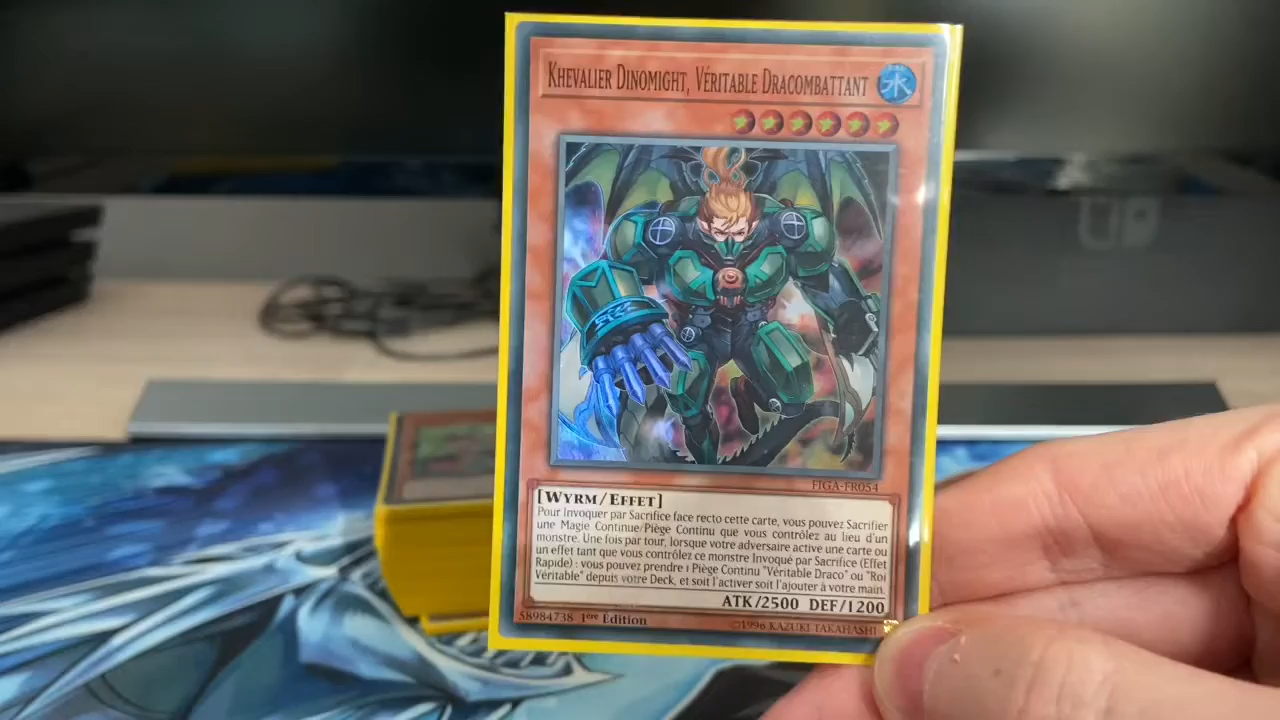 Khevalier Dinomight, Véritable Dracombattant
水
FIGA-FR054
[Wyrm/Effet]
Pour Invoquer par Sacrifice face recto cette carte, vous pouvez Sacrifier
une Magie Continue/Piège Continu que vous contrôlez au lieu d'un
monstre. Une fois par tour, lorsque votre adversaire active une carte ou
un effet tant que vous contrôlez ce monstre Invoqué par Sacrifice (Effet
Rapide) : vous pouvez prendre 1 Piège Continu "Véritable Draco" ou "Roi
Véritable" depuis votre Deck, et soit l'activer soit l'ajouter à votre main.
ATK/2500 DEF/1200
58984738 1ère Édition ©1996 KAZUKI TAKAHASHI